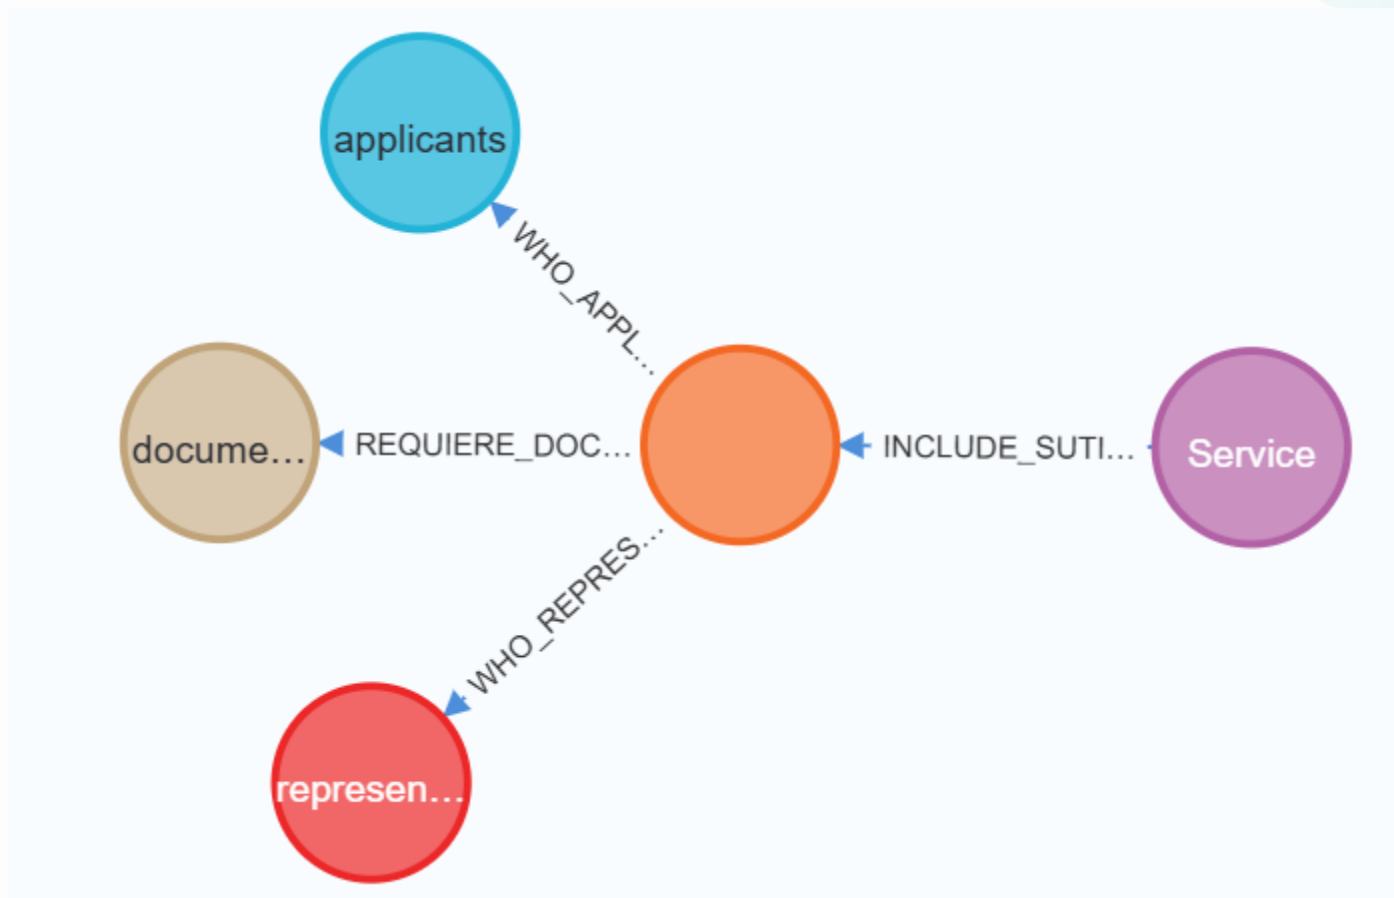 applicants
WHO_APPL...
docume...
REQUIERE_DOC...
INCLUDE_SUTI...
Service
WHO_REPRES...
represen...